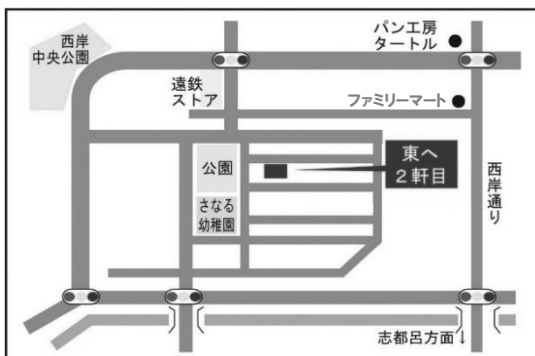 西岸
中央公園
パン工房
タートル
遠鉄
ストア
ファミリーマート
公園
東へ
2軒目
さなる
幼稚園
西岸通り
志都呂方面↓